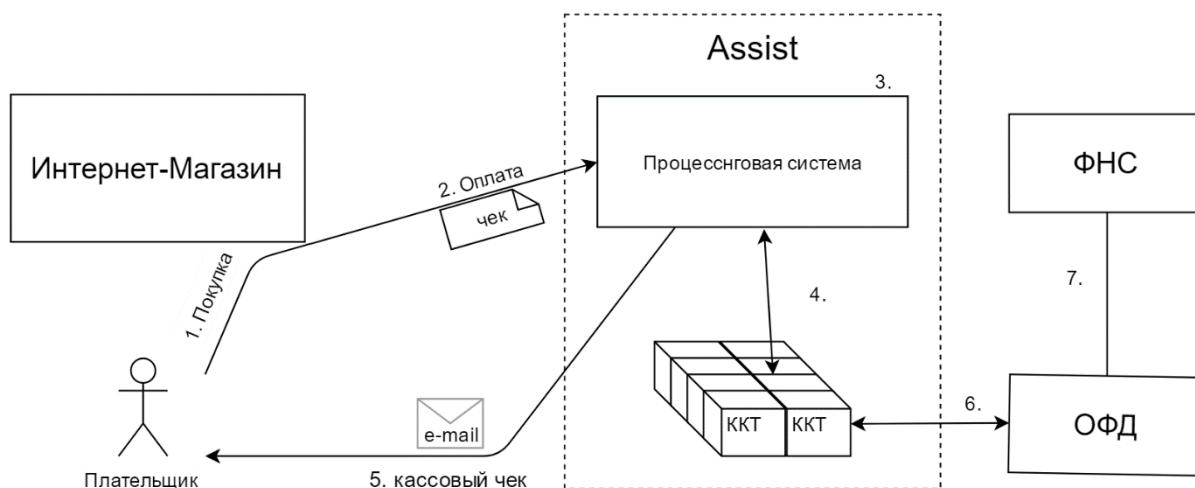 Assist
3.
Интернет-Магазин
Процесснговая система
ФНС
2. Оплата
чек
1. Покупка
4.
7.
e-mail
ККТ ККТ
6.
ОФД
5. кассовый чек
Плательщик